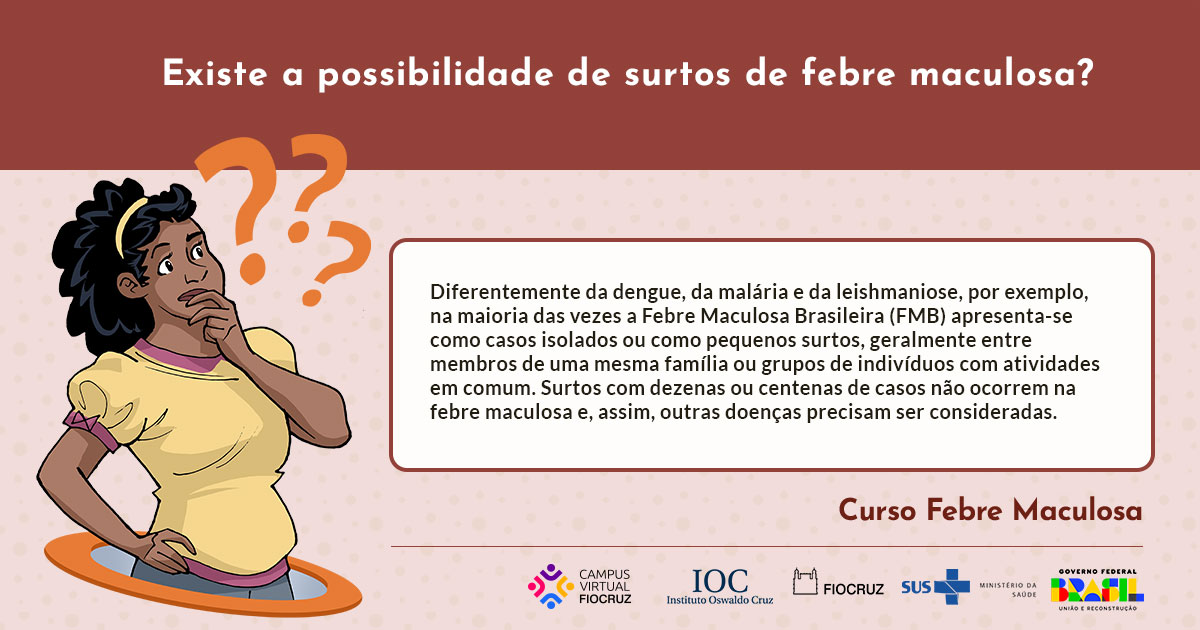 Existe a possibilidade de surtos de febre maculosa?
???
Diferentemente da dengue, da malária e da leishmaniose, por exemplo,
na maioria das vezes a Febre Maculosa Brasileira (FMB) apresenta-se
como casos isolados ou como pequenos surtos, geralmente entre
membros de uma mesma família ou grupos de indivíduos com atividades
em comum. Surtos com dezenas ou centenas de casos não ocorrem na
febre maculosa e, assim, outras doenças precisam ser consideradas.
Curso Febre Maculosa
CAMPUS
VIRTUAL
FIOCRUZ
IOC
Instituto Oswaldo Cruz
FIOCRUZ
SUS
MINISTÉRIO DA
SAÚDE
GOVERNO FEDERAL
BRASIL
UNIÃO E RECONSTRUÇÃO